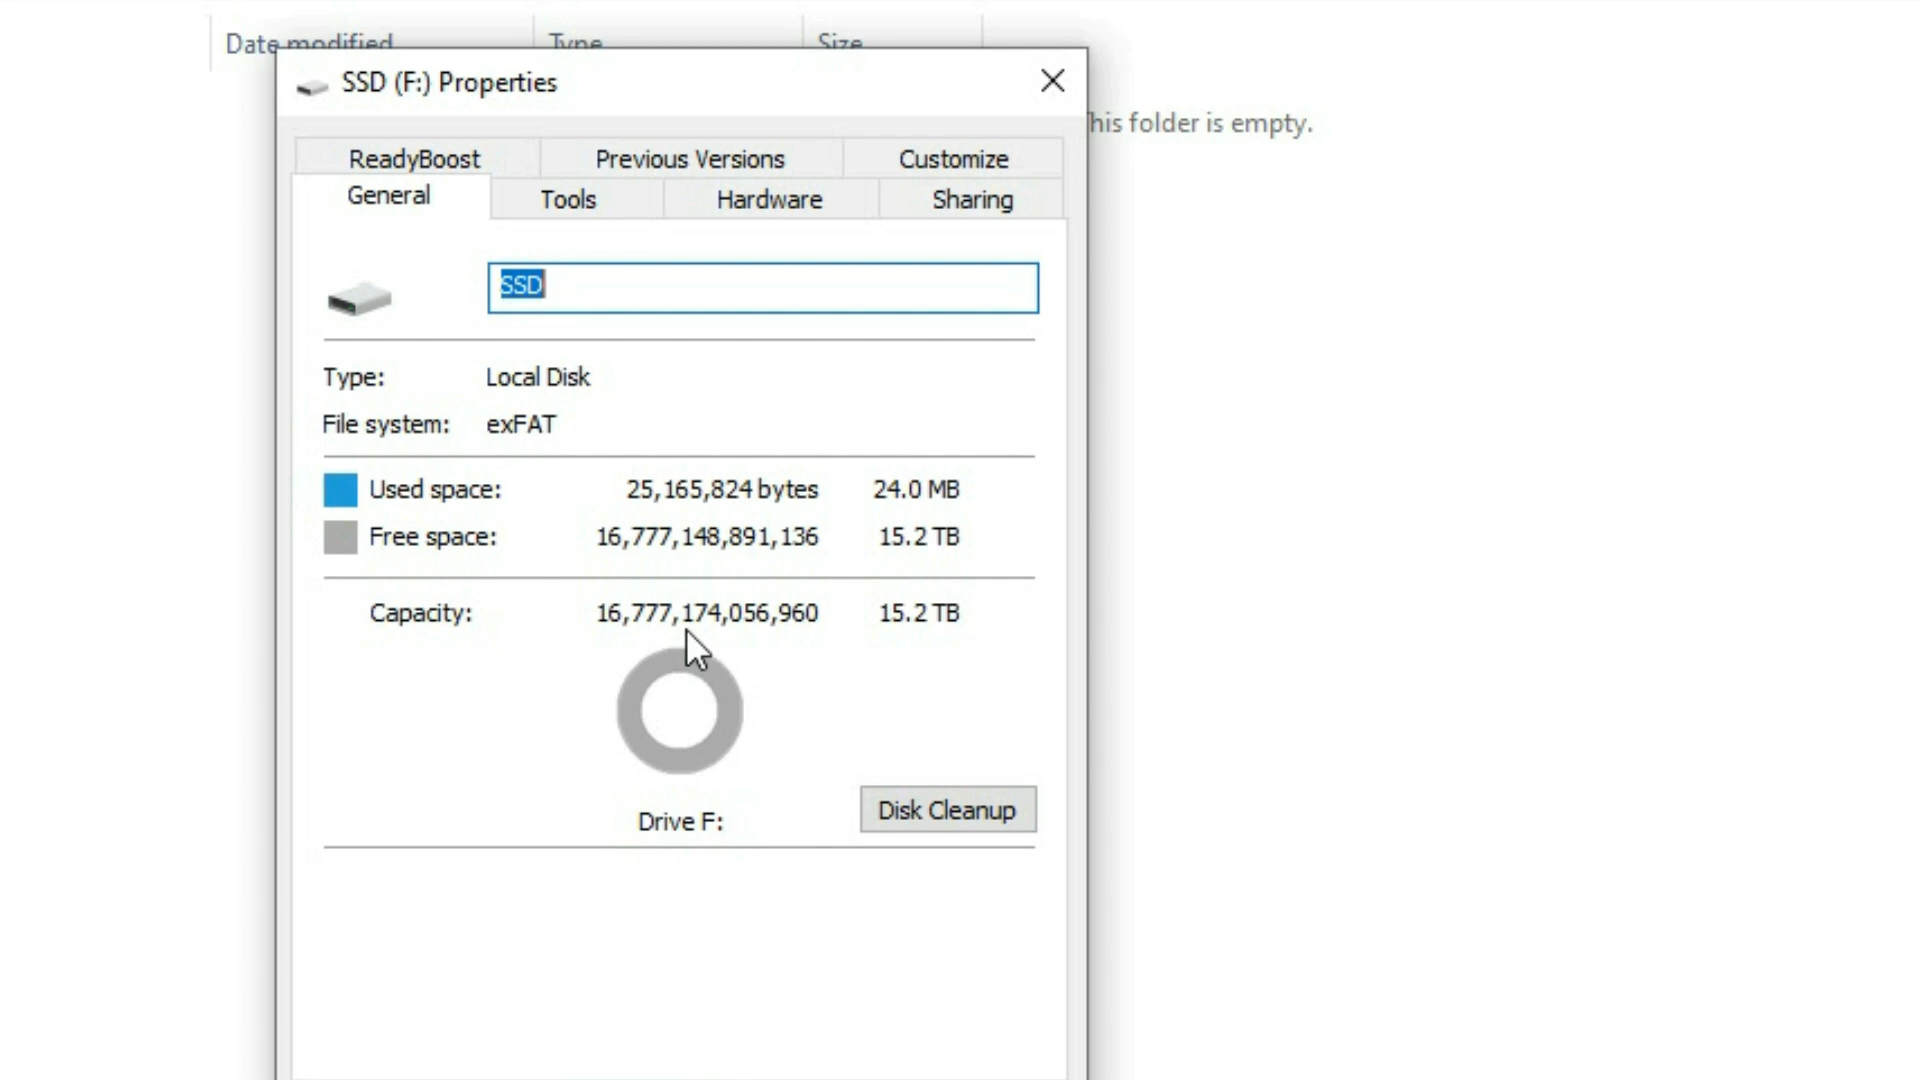 Date modified Type Size
SSD (F:) Properties
his folder is empty.
ReadyBoost Previous Versions Customize
General Tools Hardware Sharing
SSD
Type: Local Disk
File system: exFAT
Used space: 25,165,824 bytes 24.0 MB
Free space: 16,777,148,891,136 15.2 TB
Capacity: 16,777,174,056,960 15.2 TB
Drive F:
Disk Cleanup